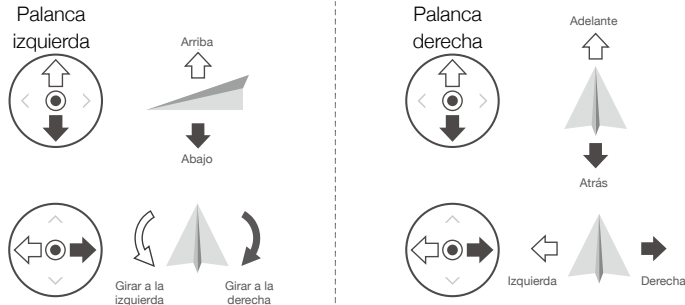 Palanca
izquierda
Arriba
Abajo
Girar a la
izquierda
Girar a la
derecha
Palanca
derecha
Adelante
Atrás
Izquierda
Derecha